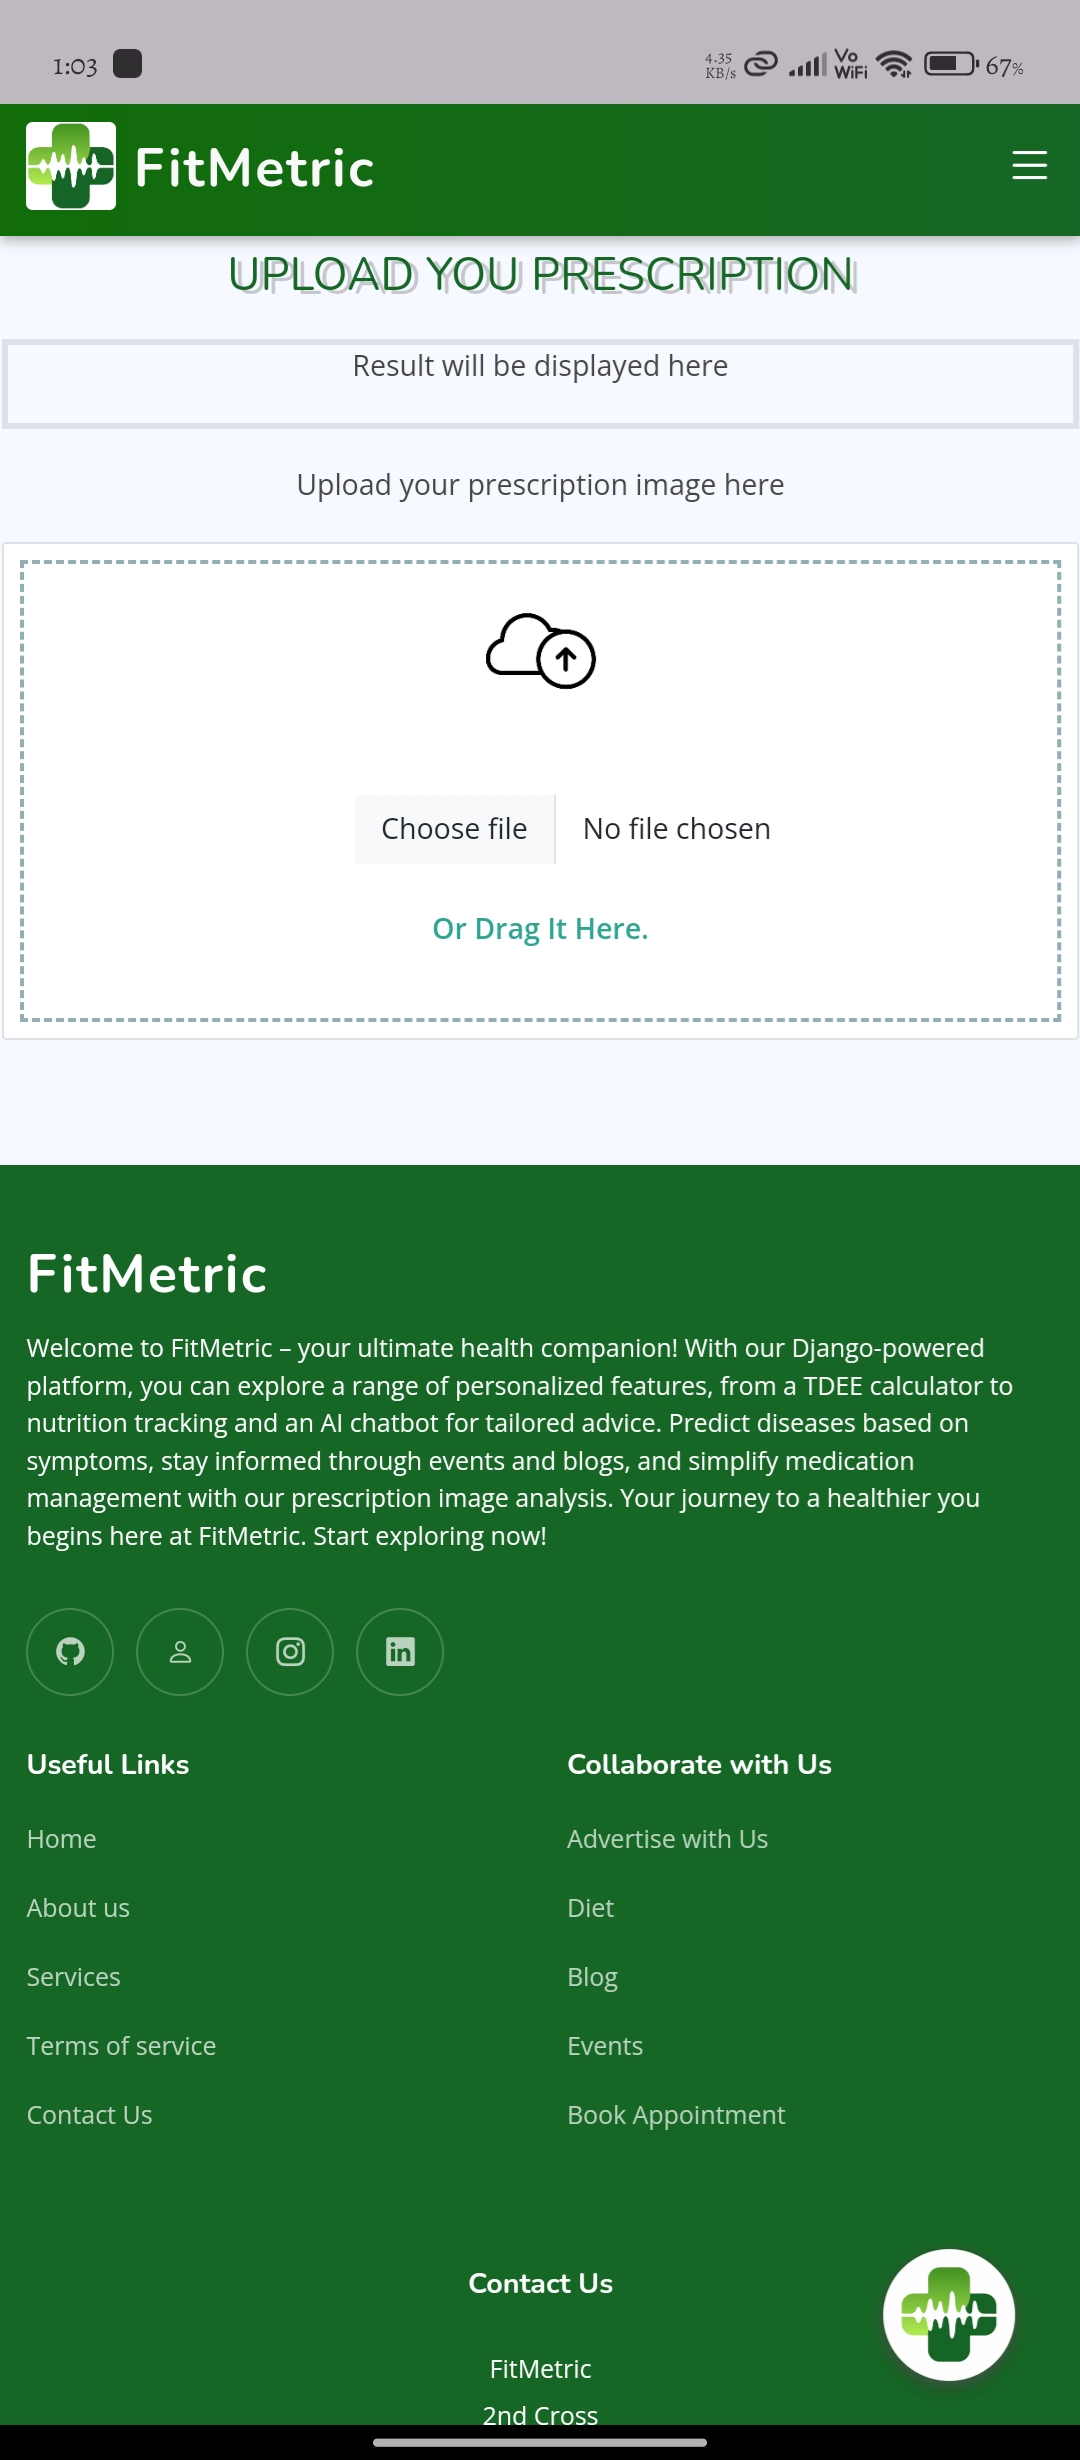 1:03
4.35
KB/s
Vo
WiFi
67%
FitMetric
UPLOAD YOU PRESCRIPTION
Result will be displayed here
Upload your prescription image here
Choose file No file chosen
Or Drag It Here.
FitMetric
Welcome to FitMetric – your ultimate health companion! With our Django-powered
platform, you can explore a range of personalized features, from a TDEE calculator to
nutrition tracking and an AI chatbot for tailored advice. Predict diseases based on
symptoms, stay informed through events and blogs, and simplify medication
management with our prescription image analysis. Your journey to a healthier you
begins here at FitMetric. Start exploring now!
Useful Links
Home
About us
Services
Terms of service
Contact Us
Collaborate with Us
Advertise with Us
Diet
Blog
Events
Book Appointment
Contact Us
FitMetric
2nd Cross